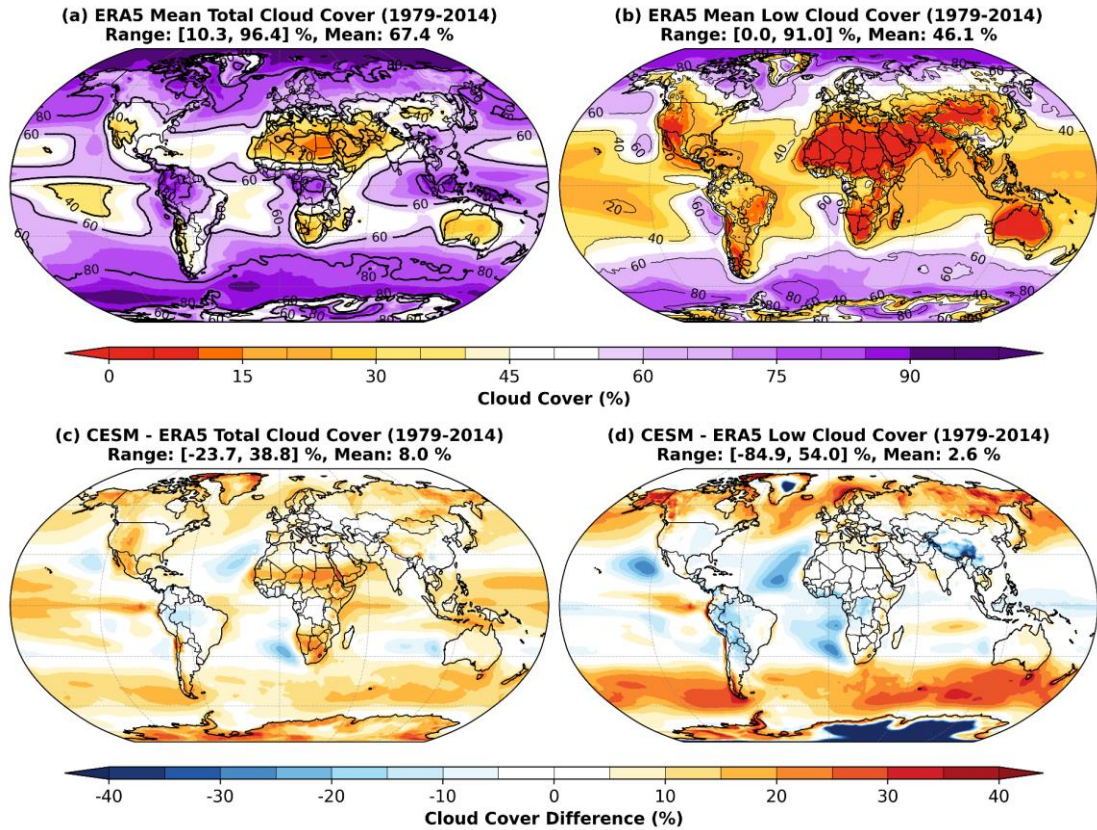 (a) ERA5 Mean Total Cloud Cover (1979-2014)
Range: [10.3, 96.4] %, Mean: 67.4 %
(b) ERA5 Mean Low Cloud Cover (1979-2014)
Range: [0.0, 91.0] %, Mean: 46.1 %
0 15 30 45 60 75 90
Cloud Cover (%)
(c) CESM - ERA5 Total Cloud Cover (1979-2014)
Range: [-23.7, 38.8] %, Mean: 8.0 %
(d) CESM - ERA5 Low Cloud Cover (1979-2014)
Range: [-84.9, 54.0] %, Mean: 2.6 %
-40 -30 -20 -10 0 10 20 30 40
Cloud Cover Difference (%)